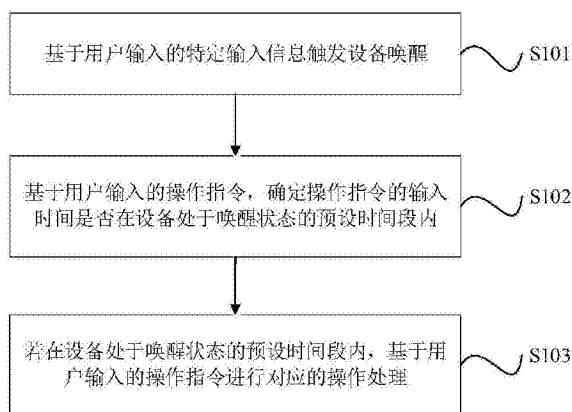 基于用户输入的特定输入信息触发设备唤醒
S101
基于用户输入的操作指令，确定操作指令的输入
时间是否在设备处于唤醒状态的预设时间段内
S102
若在设备处于唤醒状态的预设时间段内，基于用
户输入的操作指令进行对应的操作处理
S103